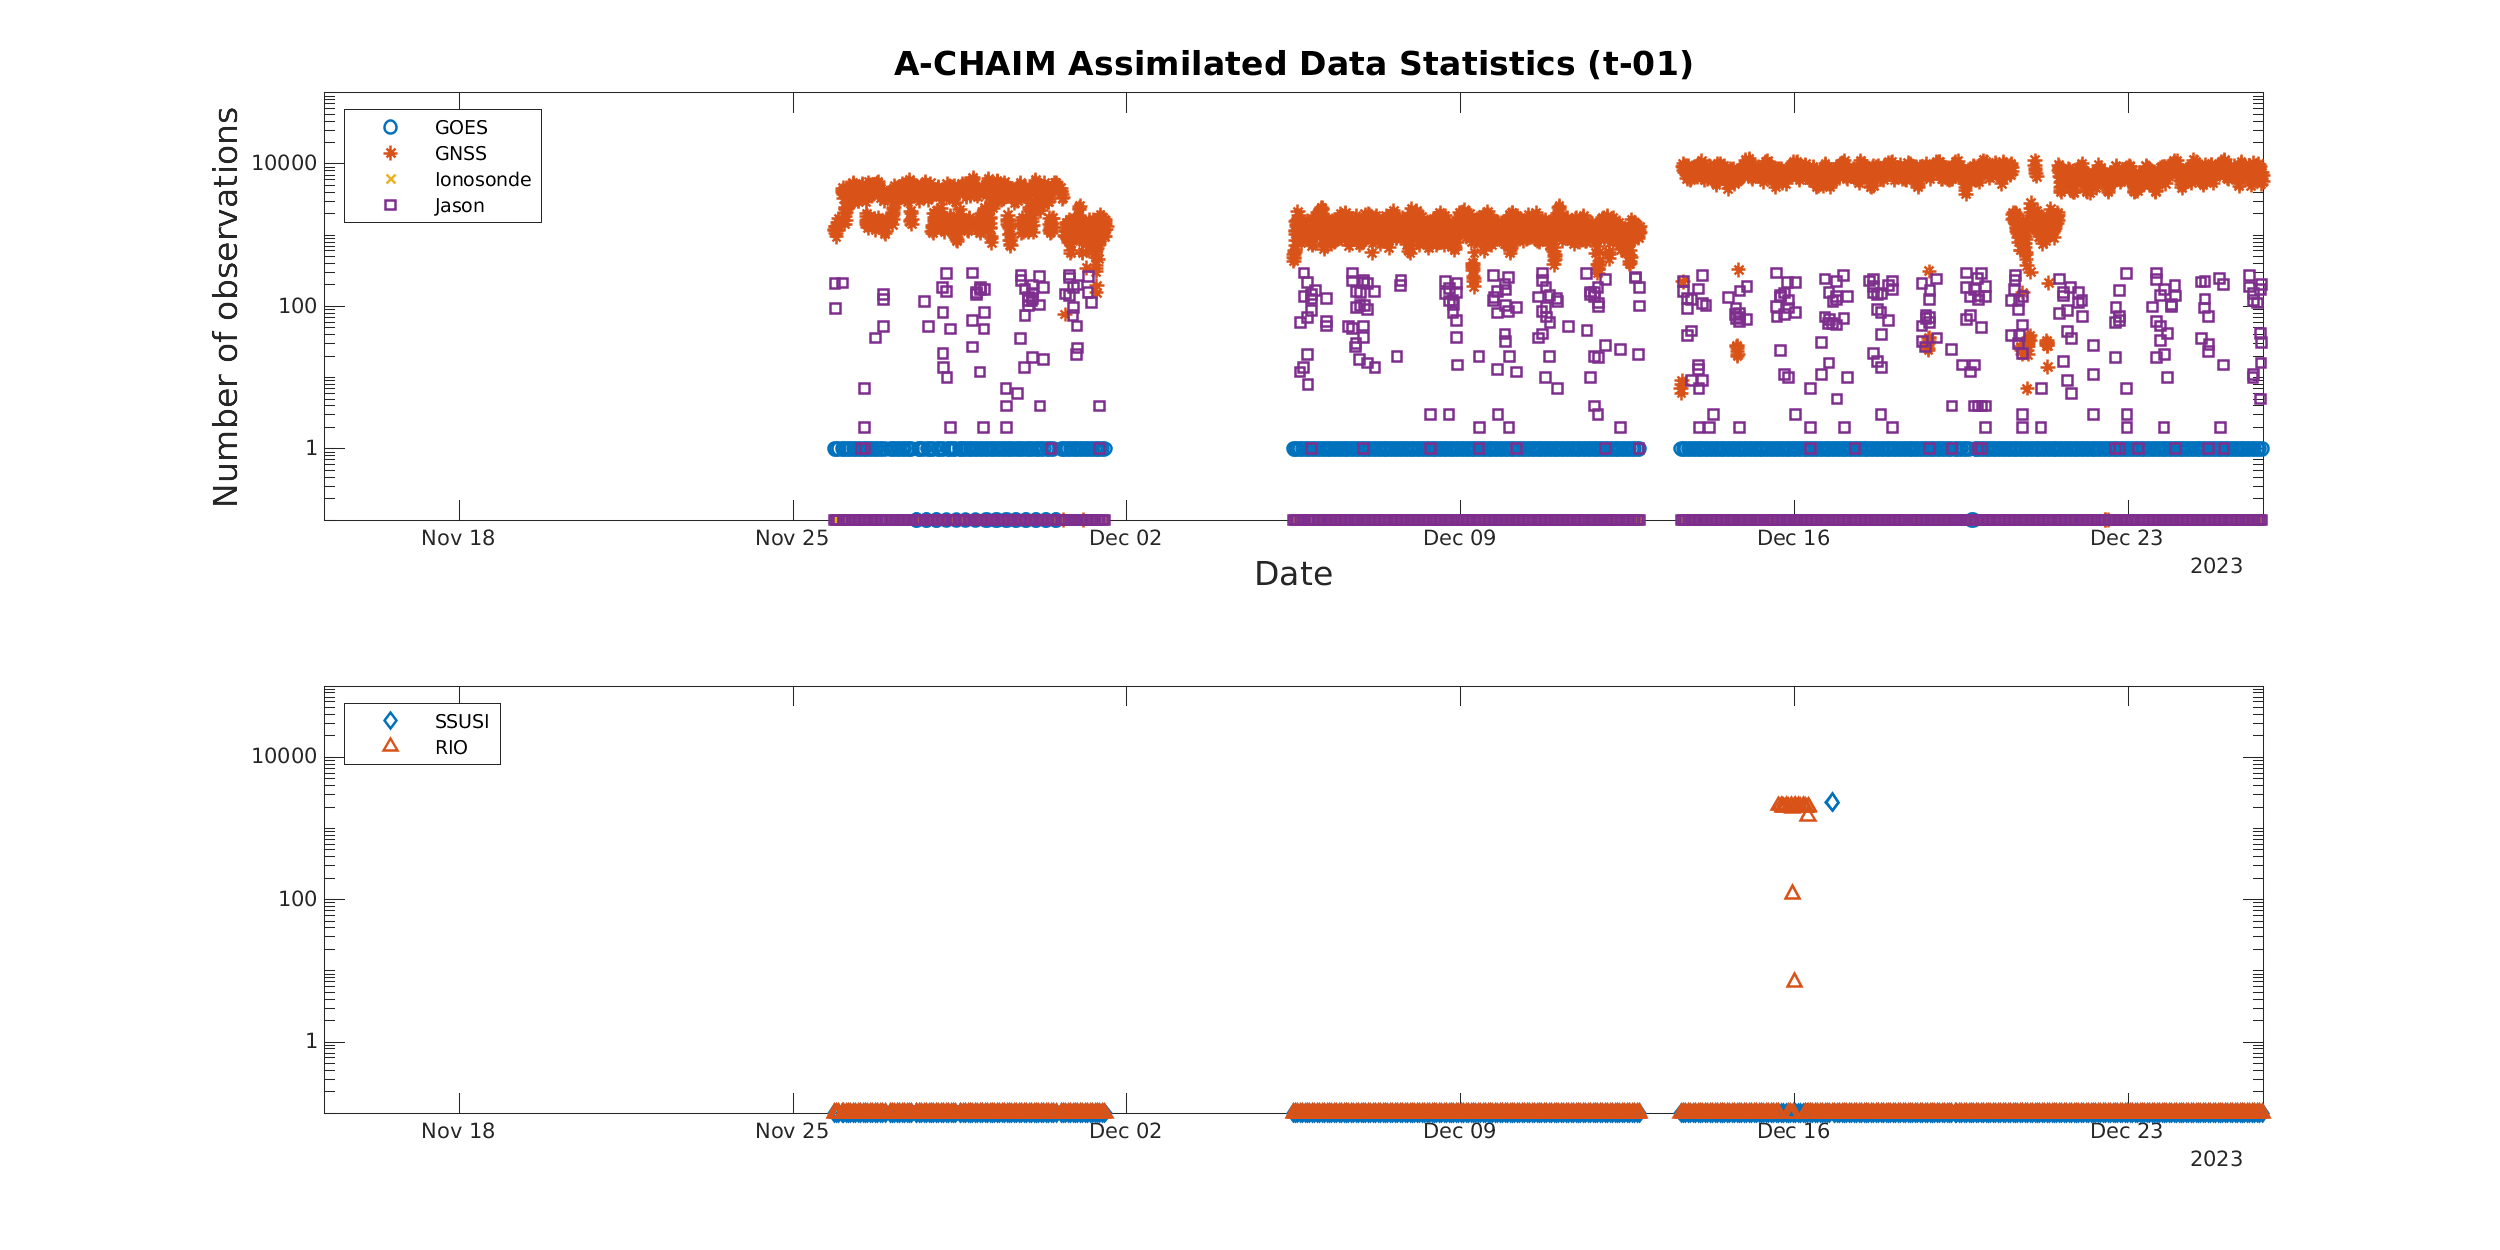 A-CHAIM Assimilated Data Statistics (t-01)
Number of observations
10000
100
1
GOES
GNSS
Ionosonde
Jason
Nov 18
Nov 25
Dec 02
Dec 09
Dec 16
Dec 23
2023
Date
10000
100
1
SSUSI
RIO
Nov 18
Nov 25
Dec 02
Dec 09
Dec 16
Dec 23
2023